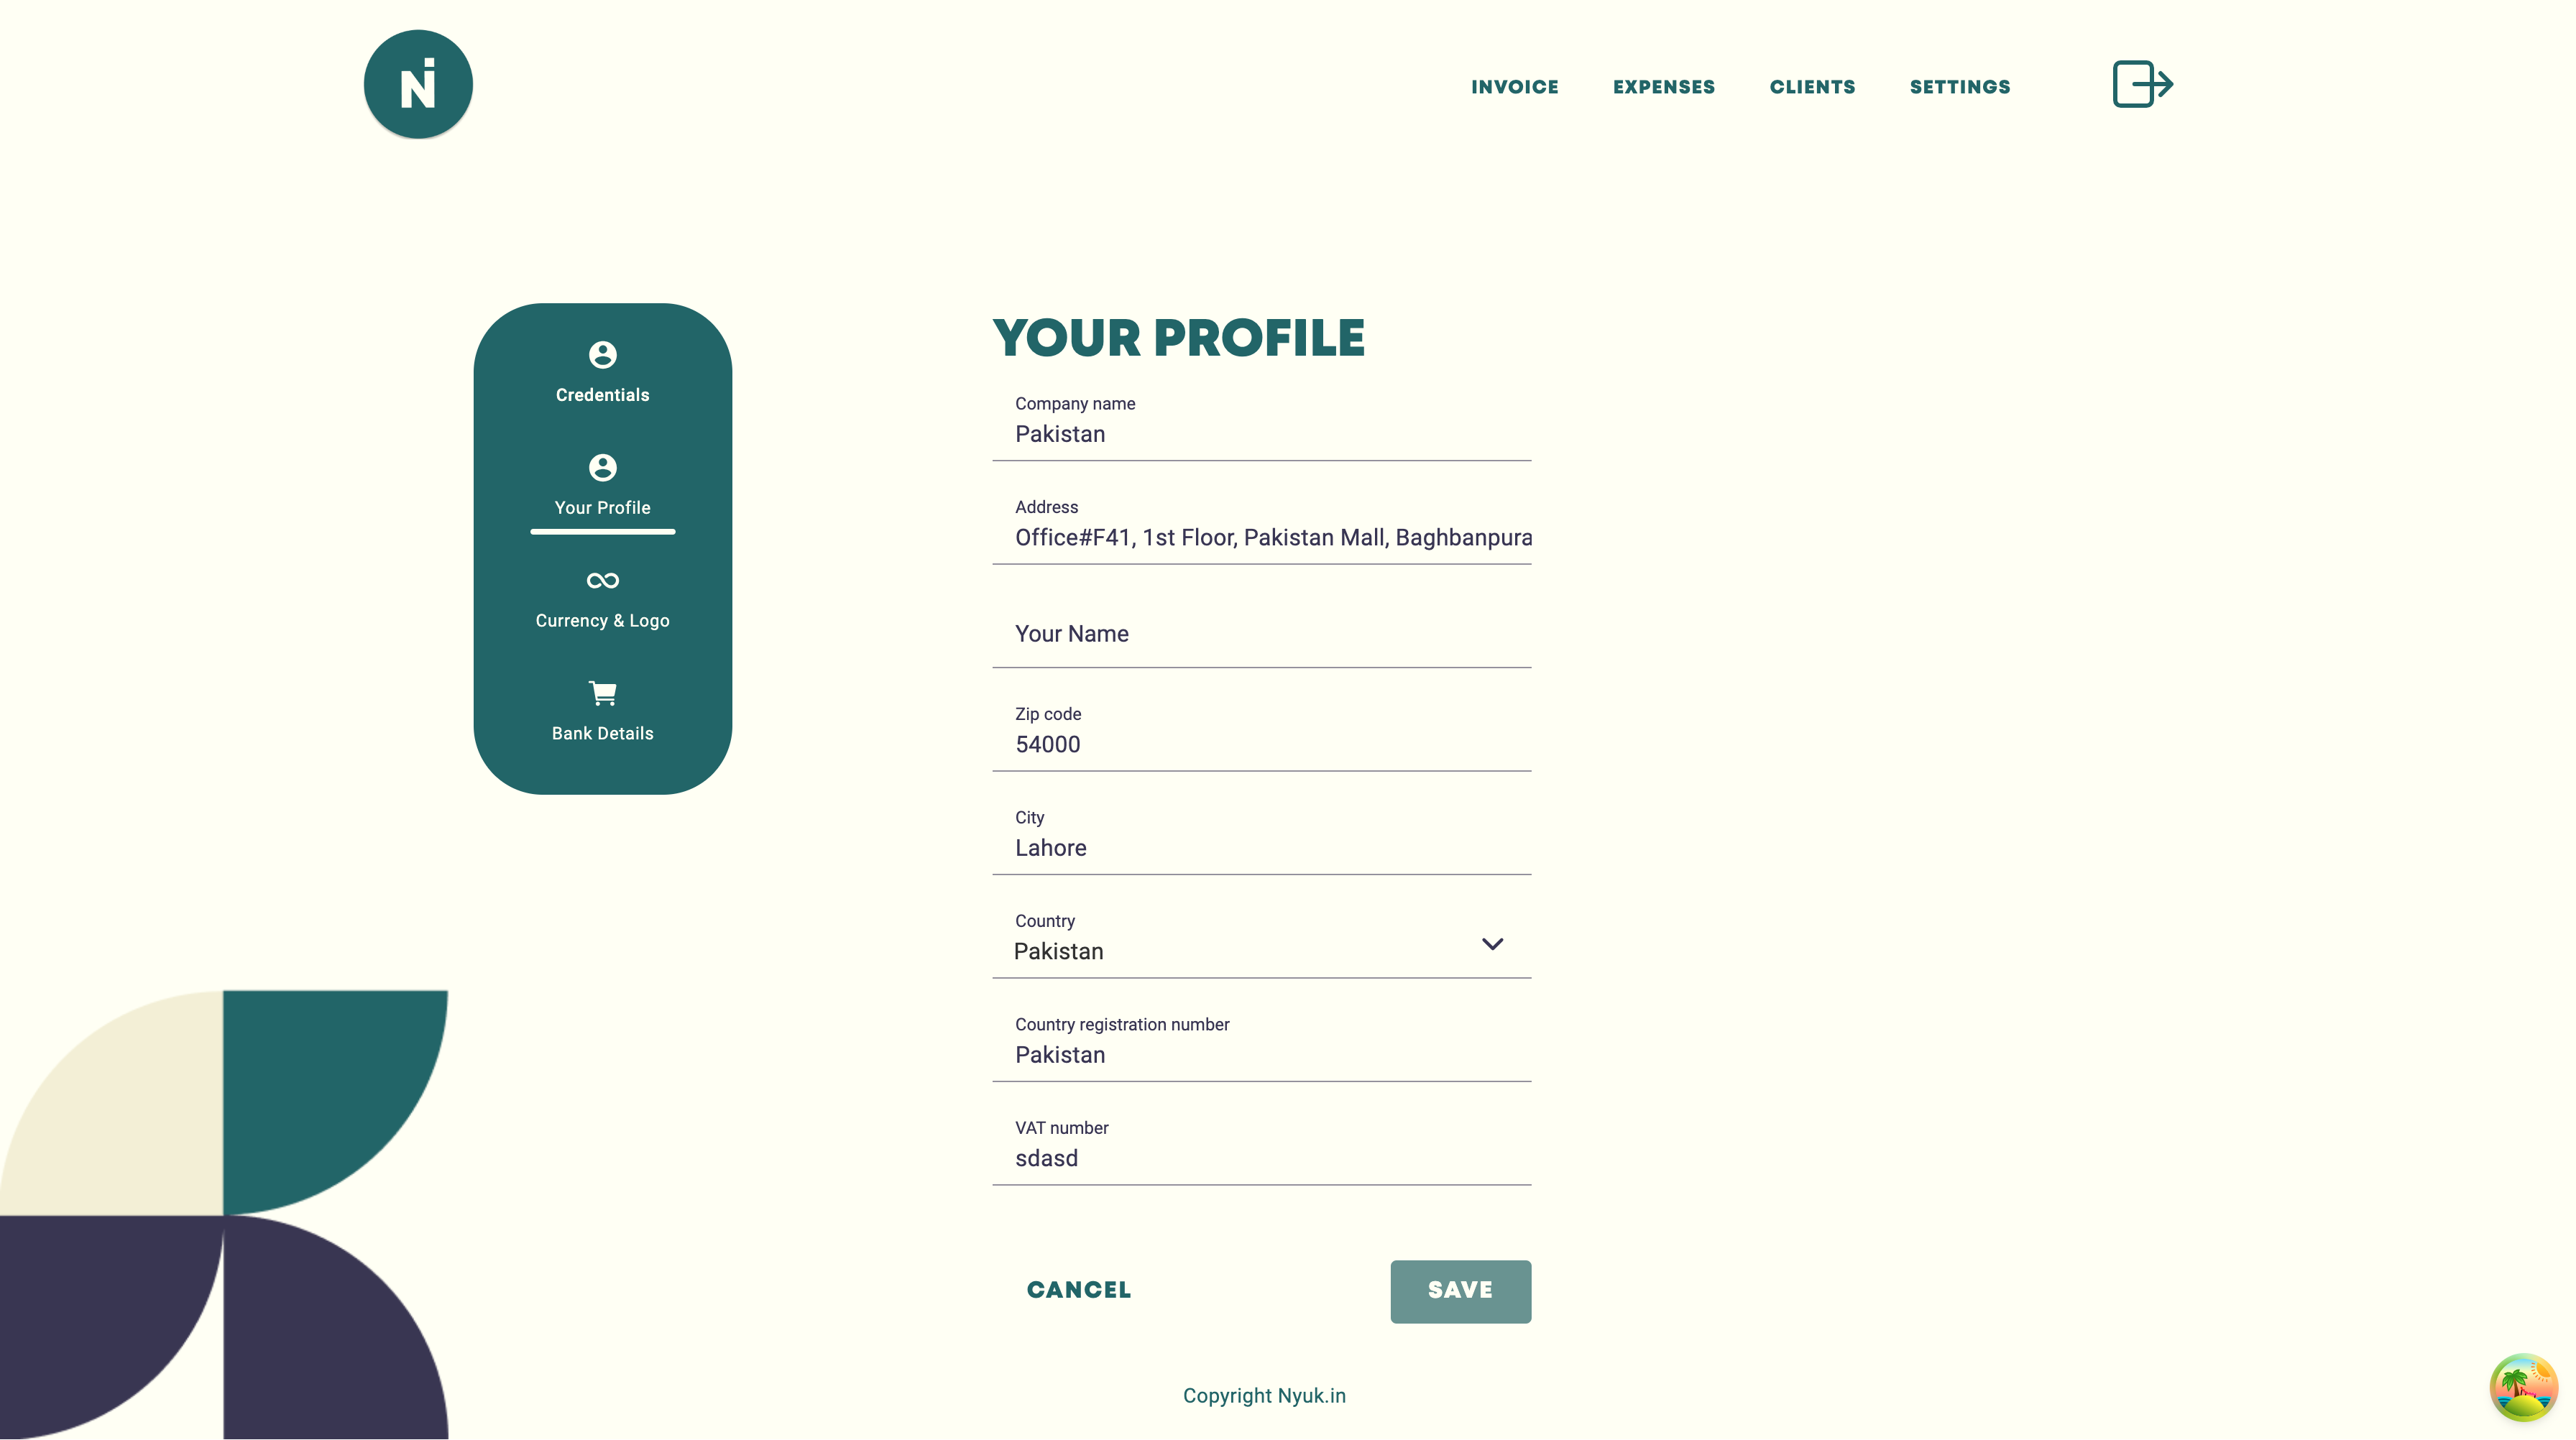 Ni
INVOICE EXPENSES CLIENTS SETTINGS
Credentials
Your Profile
Currency & Logo
Bank Details
YOUR PROFILE
Company name
Pakistan
Address
Office#F41, 1st Floor, Pakistan Mall, Baghbanpura
Your Name
Zip code
54000
City
Lahore
Country
Pakistan
Country registration number
Pakistan
VAT number
sdasd
CANCEL SAVE
Copyright Nyuk.in